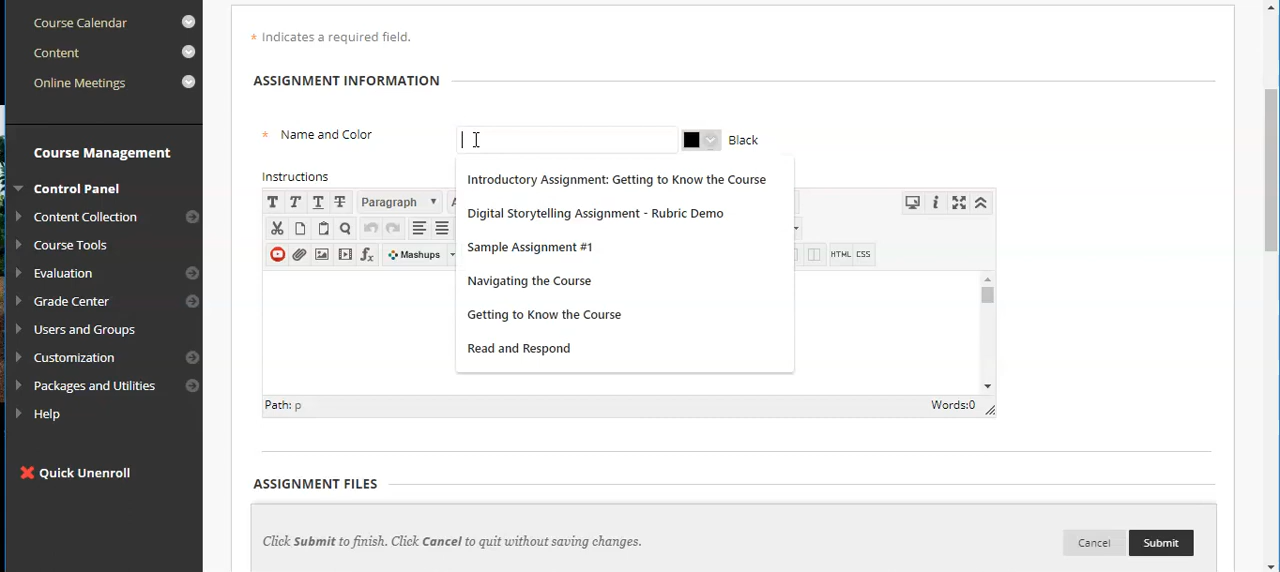 Course Calendar
Content
Online Meetings
Course Management
Control Panel
Content Collection
Course Tools
Evaluation
Grade Center
Users and Groups
Customization
Packages and Utilities
Help
Quick Unenroll
* Indicates a required field.
ASSIGNMENT INFORMATION
* Name and Color
Black
Introductory Assignment: Getting to Know the Course
Digital Storytelling Assignment - Rubric Demo
Sample Assignment #1
Navigating the Course
Getting to Know the Course
Read and Respond
Instructions
T T T T Paragraph
Mashups
HTML CSS
Path: p
Words:0
ASSIGNMENT FILES
Click Submit to finish. Click Cancel to quit without saving changes.
Cancel
Submit